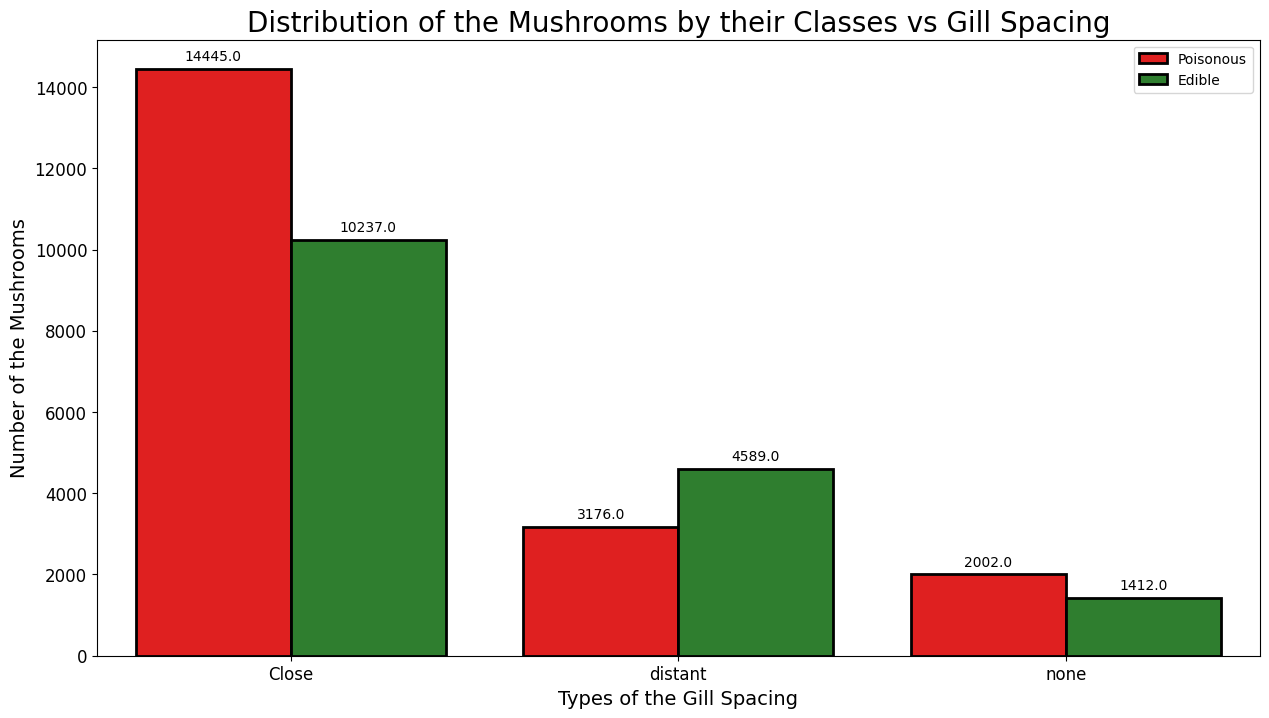 Distribution of the Mushrooms by their Classes vs Gill Spacing
Poisonous
Edible
Number of the Mushrooms
14000
12000
10000
8000
6000
4000
2000
0
14445.0
10237.0
3176.0
4589.0
2002.0
1412.0
Close
distant
none
Types of the Gill Spacing